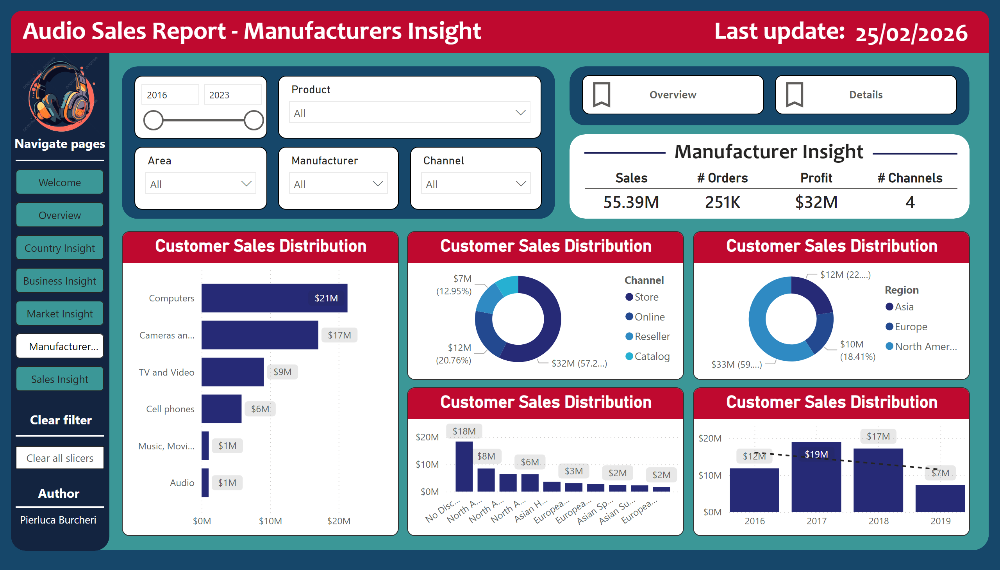 Audio Sales Report - Manufacturers Insight
Last update: 25/02/2026
Navigate pages
Welcome
Overview
Country Insight
Business Insight
Market Insight
Manufacturer...
Sales Insight
Clear filter
Clear all slicers
Author
Pierluca Burcheri
2016 2023
Product
All
Area
All
Manufacturer
All
Channel
All
Overview
Details
Manufacturer Insight
Sales # Orders Profit # Channels
55.39M 251K $32M 4
Customer Sales Distribution
Computers $21M
Cameras an... $17M
TV and Video $9M
Cell phones $6M
Music, Movi... $1M
Audio $1M
$0M $10M $20M
Customer Sales Distribution
$7M
(12.95%)
$12M
(20.76%)
$32M (57.2...)
Channel
Store
Online
Reseller
Catalog
Customer Sales Distribution
$12M (22....)
$10M
(18.41%)
$33M (59....)
Region
Asia
Europe
North Amer...
Customer Sales Distribution
$20M
$10M
$0M
$18M
$8M
$6M
$3M
$2M
$2M
No Disc...
North A...
North A...
North A...
Asian H...
Europea...
Europea...
Asian Sp...
Asian Su...
Europea...
Customer Sales Distribution
$20M
$10M
$0M
$12M
$19M
$17M
$7M
2016 2017 2018 2019